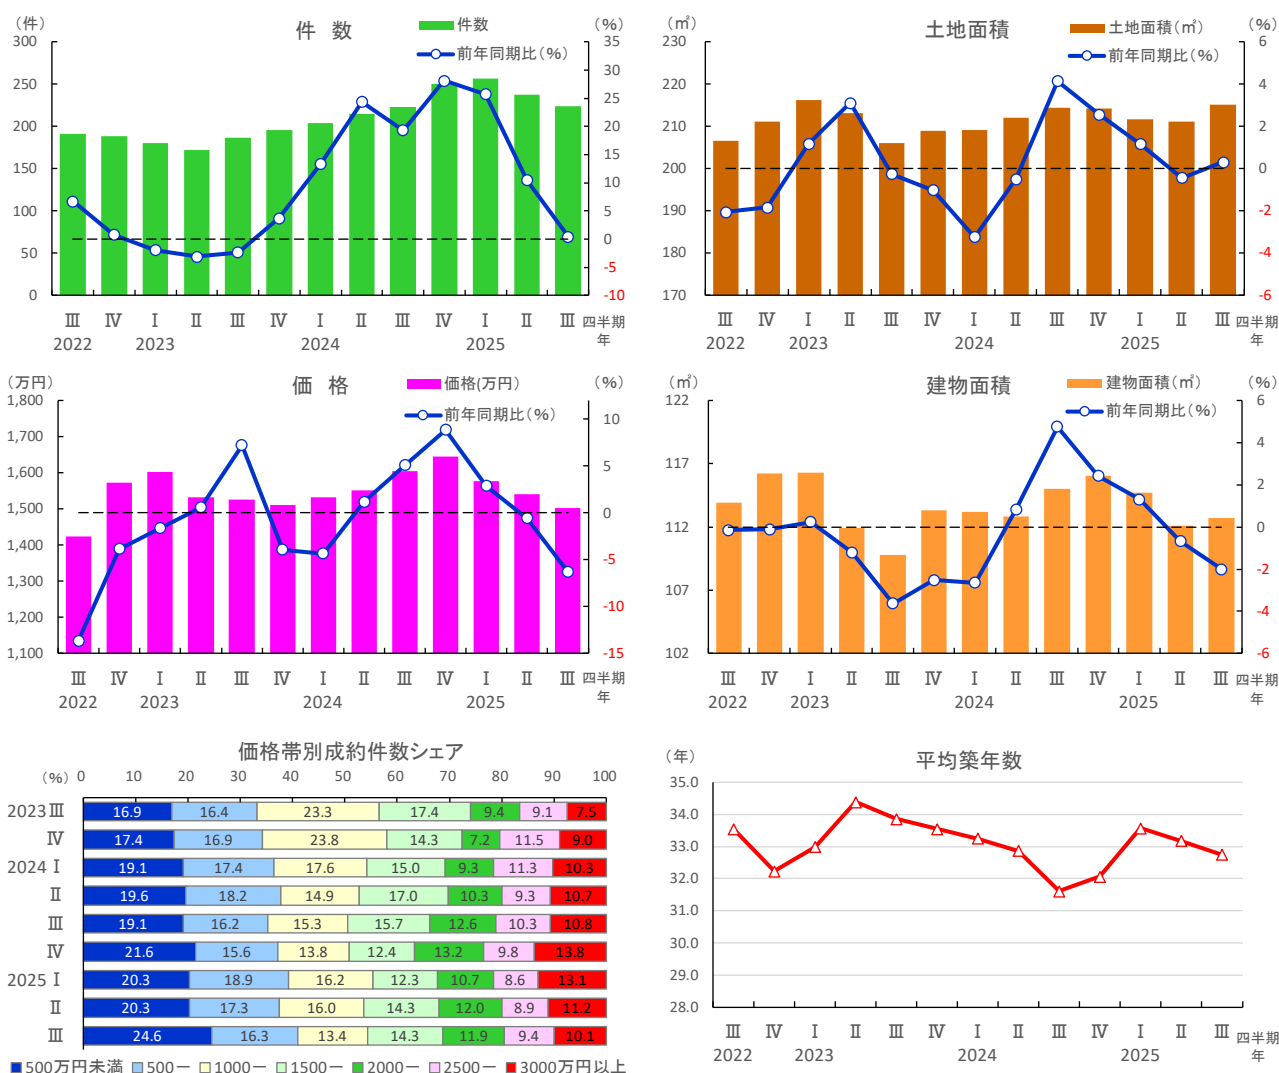 (件) 件 数 件数 (%)
前年同期比(%)
300 35
250 30
200 25
150 20
100 15
50 10
0 5
0
-5
-10
Ⅲ Ⅳ Ⅰ Ⅱ Ⅲ Ⅳ Ⅰ Ⅱ Ⅲ Ⅳ Ⅰ Ⅱ Ⅲ 四半期
2022 2023 2024 2025 年
(㎡) 土地面積 土地面積(㎡) (%)
前年同期比(%)
230 6
220 4
210 2
200 0
190 -2
180 -4
170 -6
Ⅲ Ⅳ Ⅰ Ⅱ Ⅲ Ⅳ Ⅰ Ⅱ Ⅲ Ⅳ Ⅰ Ⅱ Ⅲ 四半期
2022 2023 2024 2025 年
(万円) 価 格 価格(万円) (%)
前年同期比(%)
1,800 10
1,700 5
1,600 0
1,500 -5
1,400 -10
1,300 -15
1,200
1,100
Ⅲ Ⅳ Ⅰ Ⅱ Ⅲ Ⅳ Ⅰ Ⅱ Ⅲ Ⅳ Ⅰ Ⅱ Ⅲ 四半期
2022 2023 2024 2025 年
(㎡) 建物面積 建物面積(㎡) (%)
前年同期比(%)
122 6
117 4
112 2
107 0
102 -2
-4
-6
Ⅲ Ⅳ Ⅰ Ⅱ Ⅲ Ⅳ Ⅰ Ⅱ Ⅲ Ⅳ Ⅰ Ⅱ Ⅲ 四半期
2022 2023 2024 2025 年
価格帯別成約件数シェア
(%) 0 10 20 30 40 50 60 70 80 90 100
2023 Ⅲ 16.9 16.4 23.3 17.4 9.4 9.1 7.5
Ⅳ 17.4 16.9 23.8 14.3 7.2 11.5 9.0
2024 Ⅰ 19.1 17.4 17.6 15.0 9.3 11.3 10.3
Ⅱ 19.6 18.2 14.9 17.0 10.3 9.3 10.7
Ⅲ 19.1 16.2 15.3 15.7 12.6 10.3 10.8
Ⅳ 21.6 15.6 13.8 12.4 13.2 9.8 13.8
2025 Ⅰ 20.3 18.9 16.2 12.3 10.7 8.6 13.1
Ⅱ 20.3 17.3 16.0 14.3 12.0 8.9 11.2
Ⅲ 24.6 16.3 13.4 14.3 11.9 9.4 10.1
500万円未満 500ー 1000ー 1500ー 2000ー 2500ー 3000万円以上
(年) 平均築年数
35.0
34.0
33.0
32.0
31.0
30.0
29.0
28.0
Ⅲ Ⅳ Ⅰ Ⅱ Ⅲ Ⅳ Ⅰ Ⅱ Ⅲ Ⅳ Ⅰ Ⅱ Ⅲ 四半期
2022 2023 2024 2025 年